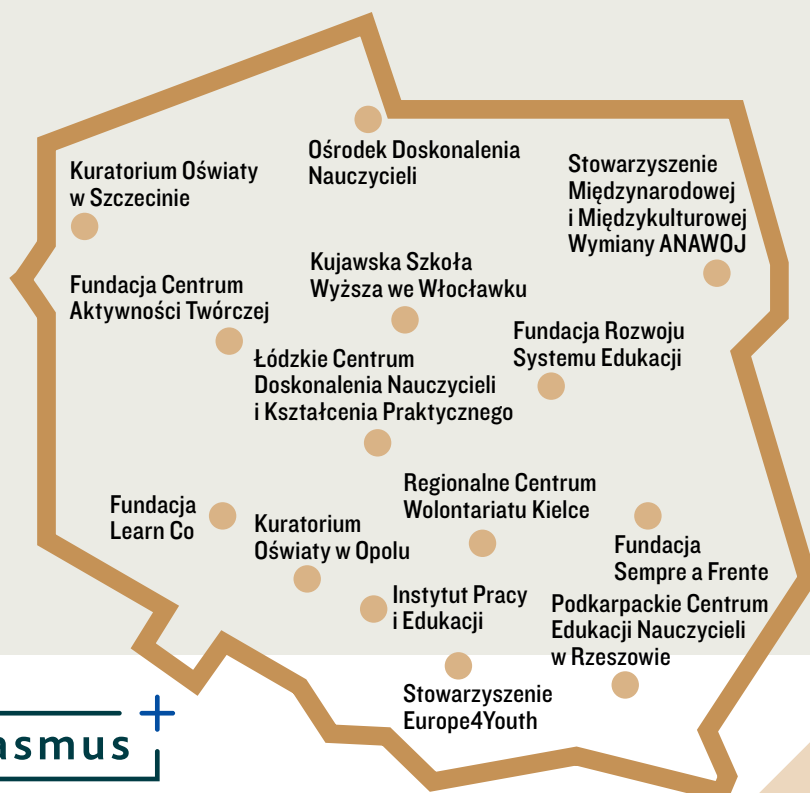 Ośrodek Doskonalenia
Nauczycieli
Kuratorium Oświaty
w Szczecinie
Stowarzyszenie
Międzynarodowej
i Międzykulturowej
Wymiany ANAWOJ
Kujawska Szkoła
Wyższa we Włocławku
Fundacja Centrum
Aktywności Twórczej
Fundacja Rozwoju
Systemu Edukacji
Łódzkie Centrum
Doskonalenia Nauczycieli
i Kształcenia Praktycznego
Regionalne Centrum
Wolontariatu Kielce
Fundacja
Learn Co
Kuratorium
Oświaty w Opolu
Fundacja
Sempre a Frente
Instytut Pracy
i Edukacji
Podkarpackie Centrum
Edukacji Nauczycieli
w Rzeszowie
Stowarzyszenie
Europe4Youth
asmus+